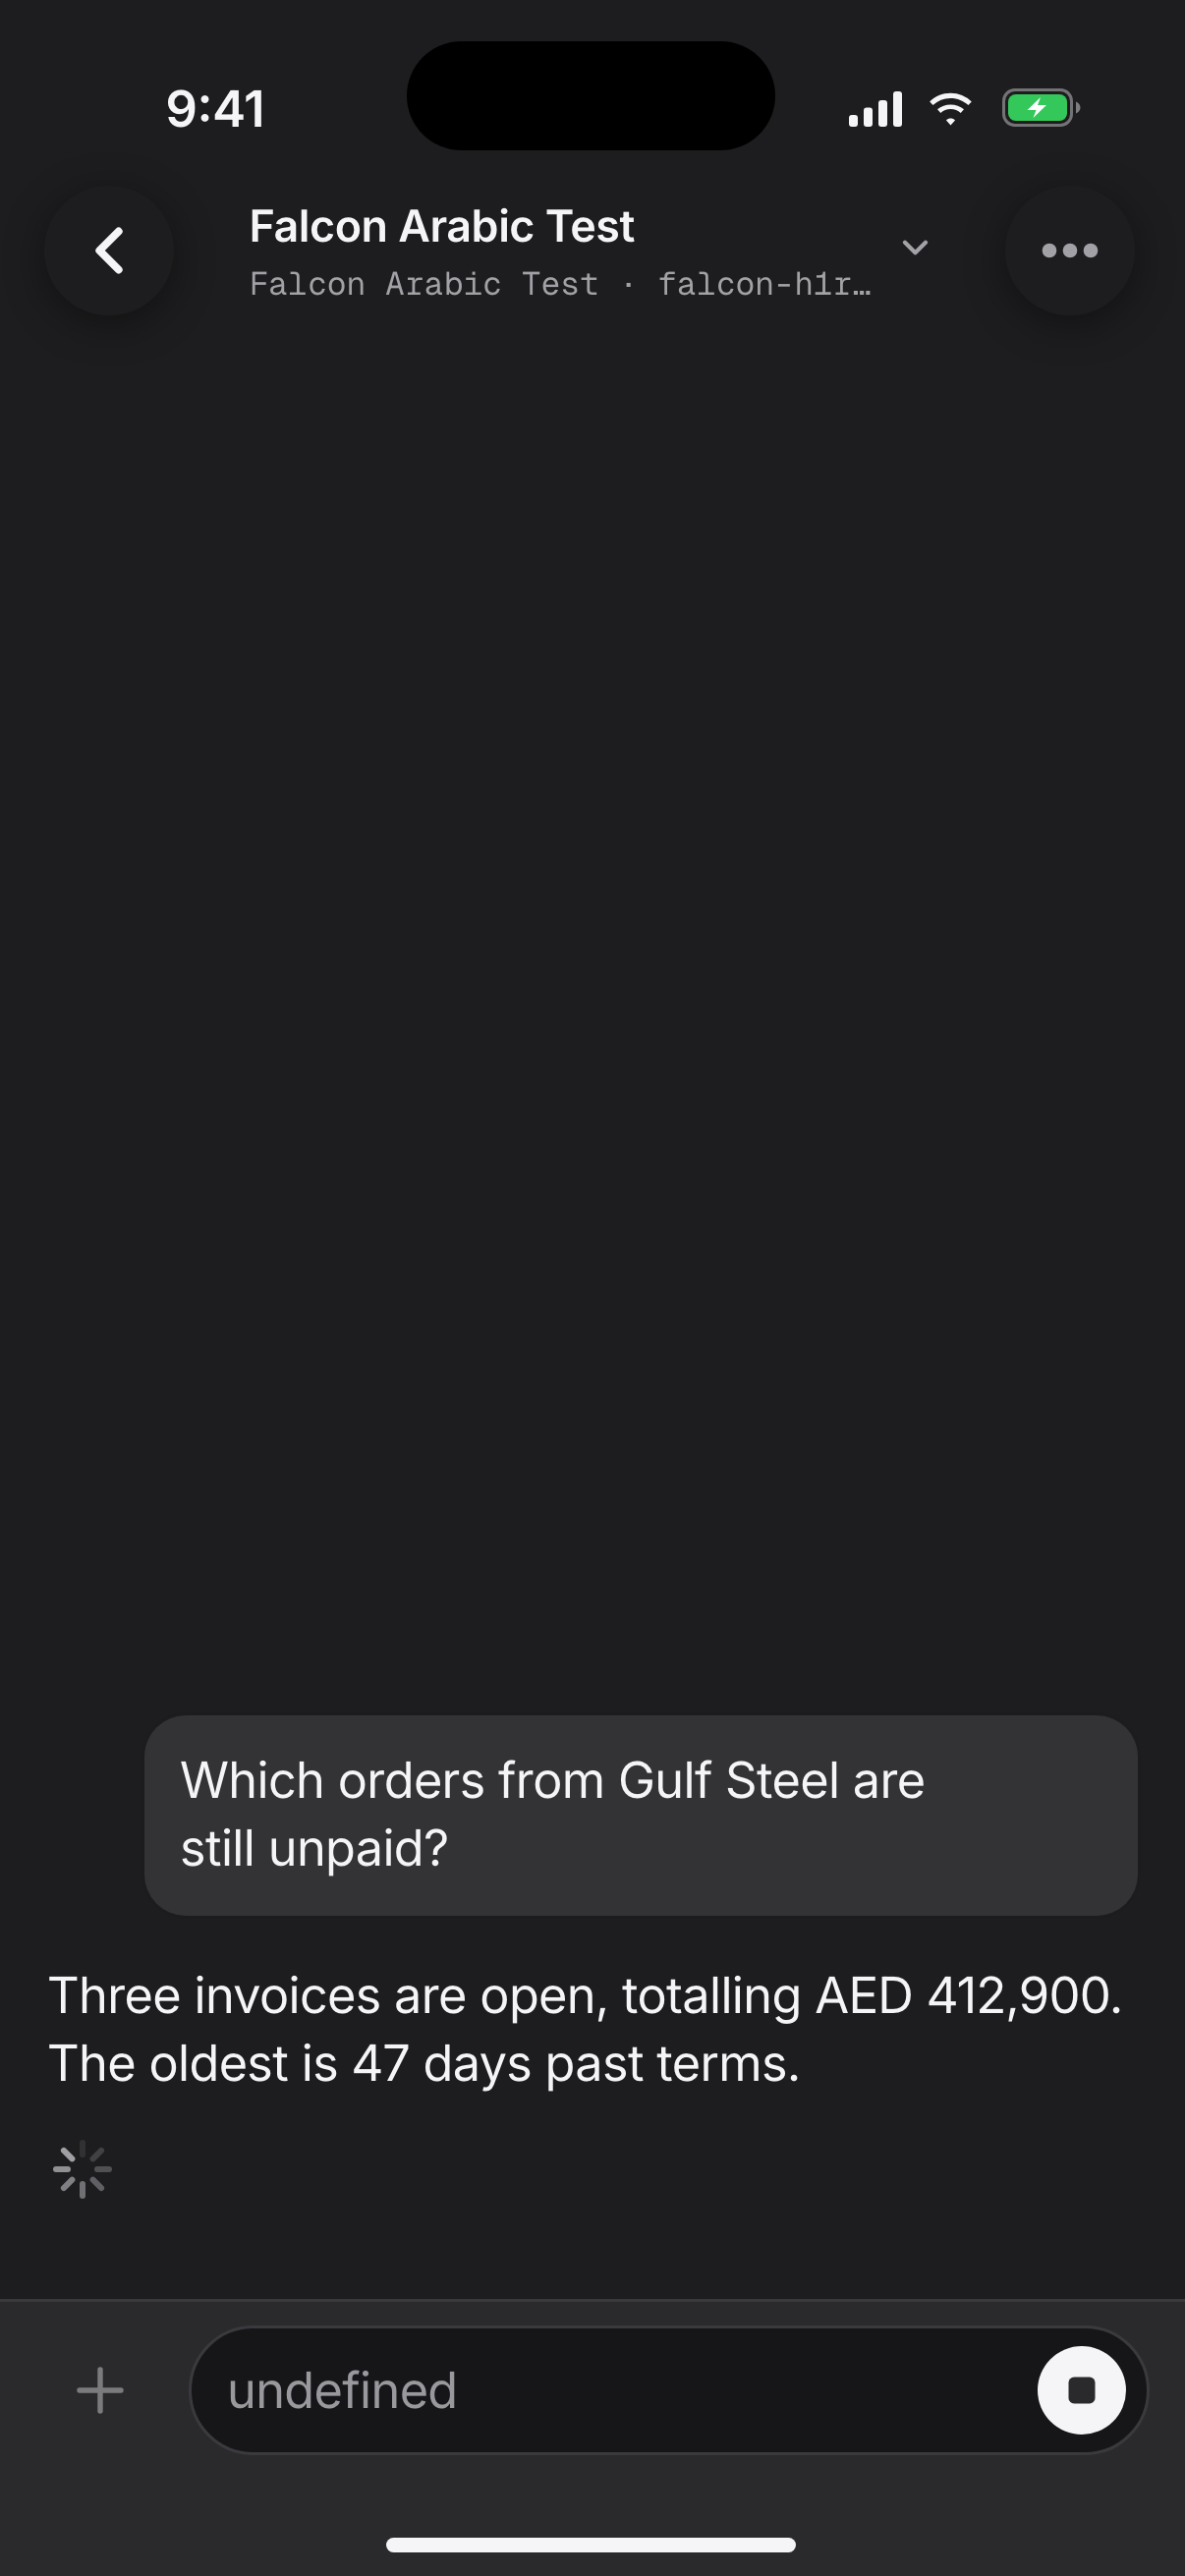 9:41
Falcon Arabic Test
Falcon Arabic Test · falcon-h1r…
Which orders from Gulf Steel are
still unpaid?
Three invoices are open, totalling AED 412,900.
The oldest is 47 days past terms.
undefined